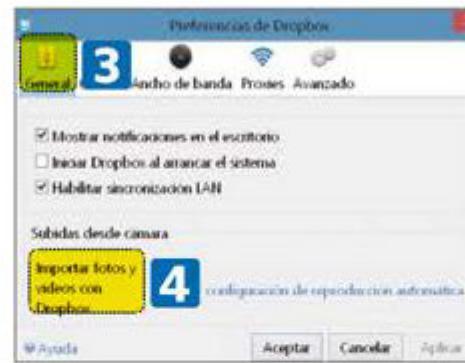 Preferencias de Dropbox
General 3 Ancho de banda Proxies Avanzado
Mostrar notificaciones en el escritorio
Iniciar Dropbox al arrancar el sistema
Habilitar sincronización LAN
Subidas desde camara
Importar fotos y
videos con
Dropbox
4 configuración de reproducción automática
Ayuda Aceptar Cancelar Aplicar